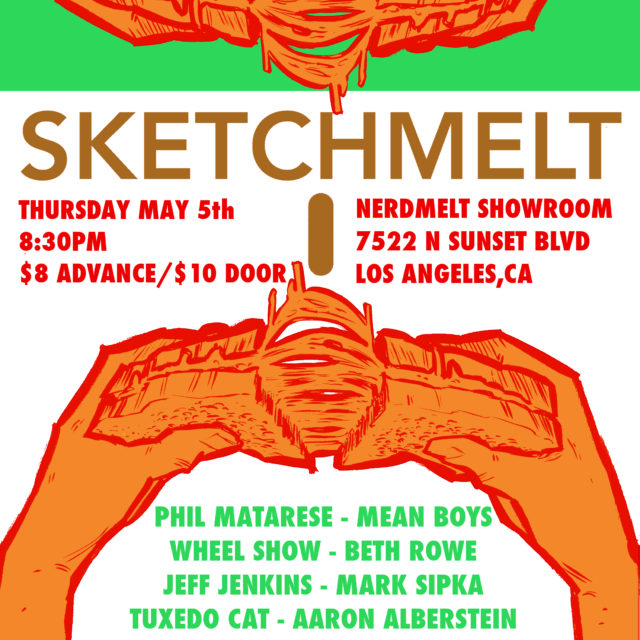 SKETCHMELT
THURSDAY MAY 5th
8:30PM
$8 ADVANCE/$10 DOOR
NERDMELT SHOWROOM
7522 N SUNSET BLVD
LOS ANGELES,CA
PHIL MATARESE - MEAN BOYS
WHEEL SHOW - BETH ROWE
JEFF JENKINS - MARK SIPKA
TUXEDO CAT - AARON ALBERSTEIN